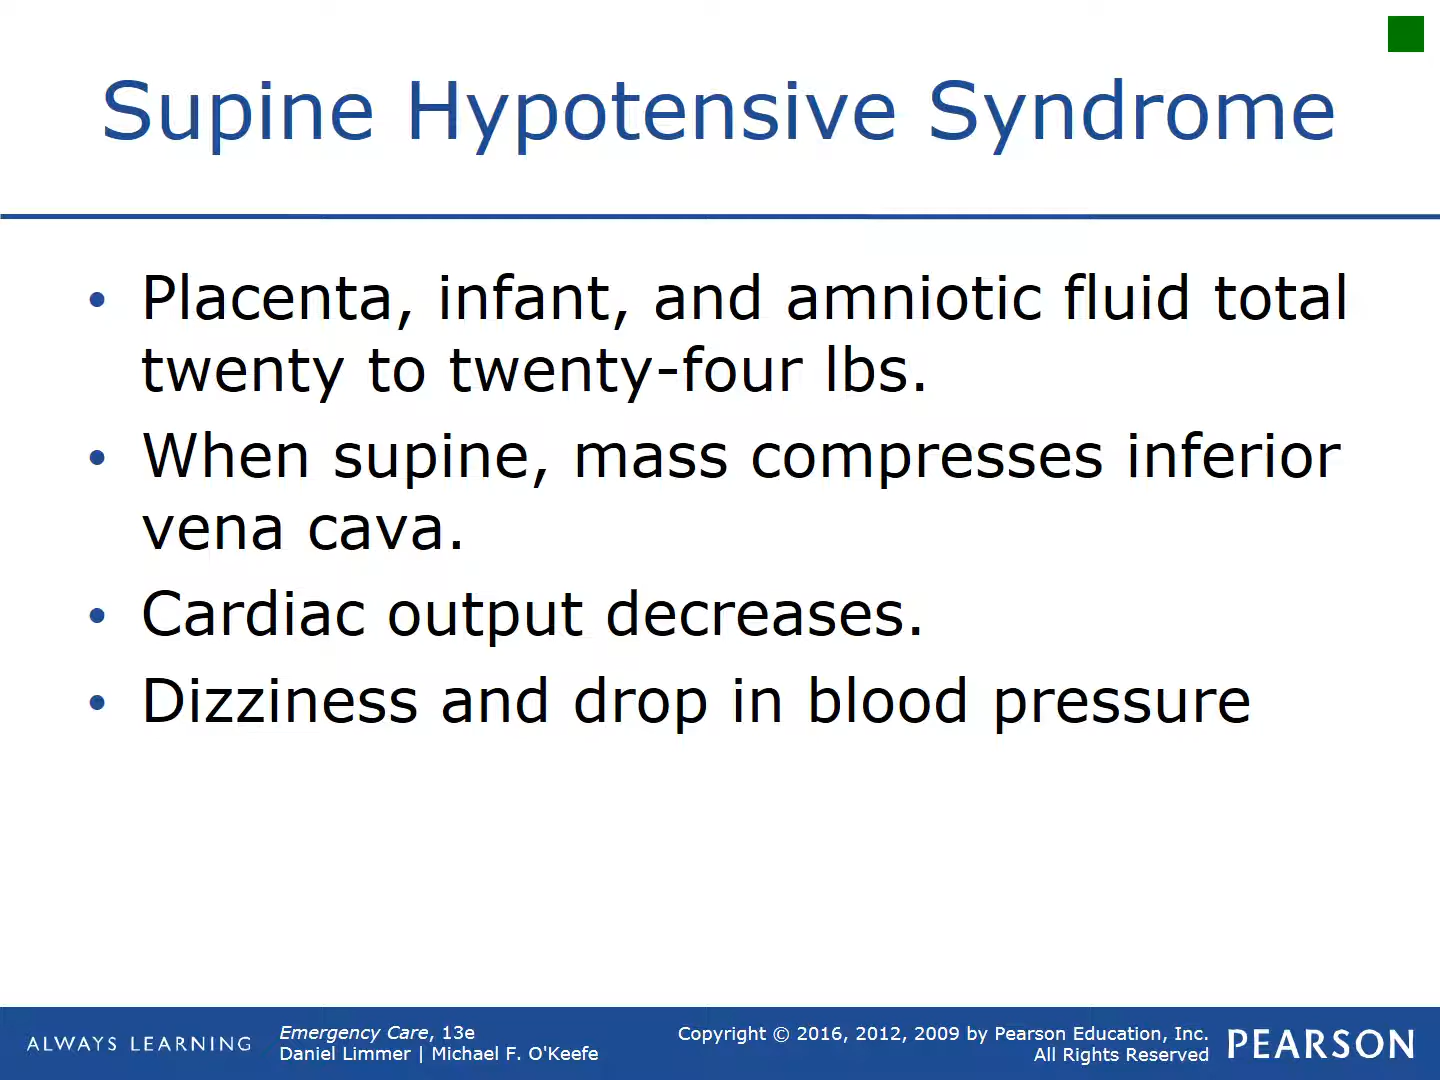 Supine Hypotensive Syndrome
• Placenta, infant, and amniotic fluid total
twenty to twenty-four lbs.
• When supine, mass compresses inferior
vena cava.
• Cardiac output decreases.
• Dizziness and drop in blood pressure
ALWAYS LEARNING
Emergency Care, 13e
Daniel Limmer | Michael F. O'Keefe
Copyright © 2016, 2012, 2009 by Pearson Education, Inc.
All Rights Reserved
PEARSON